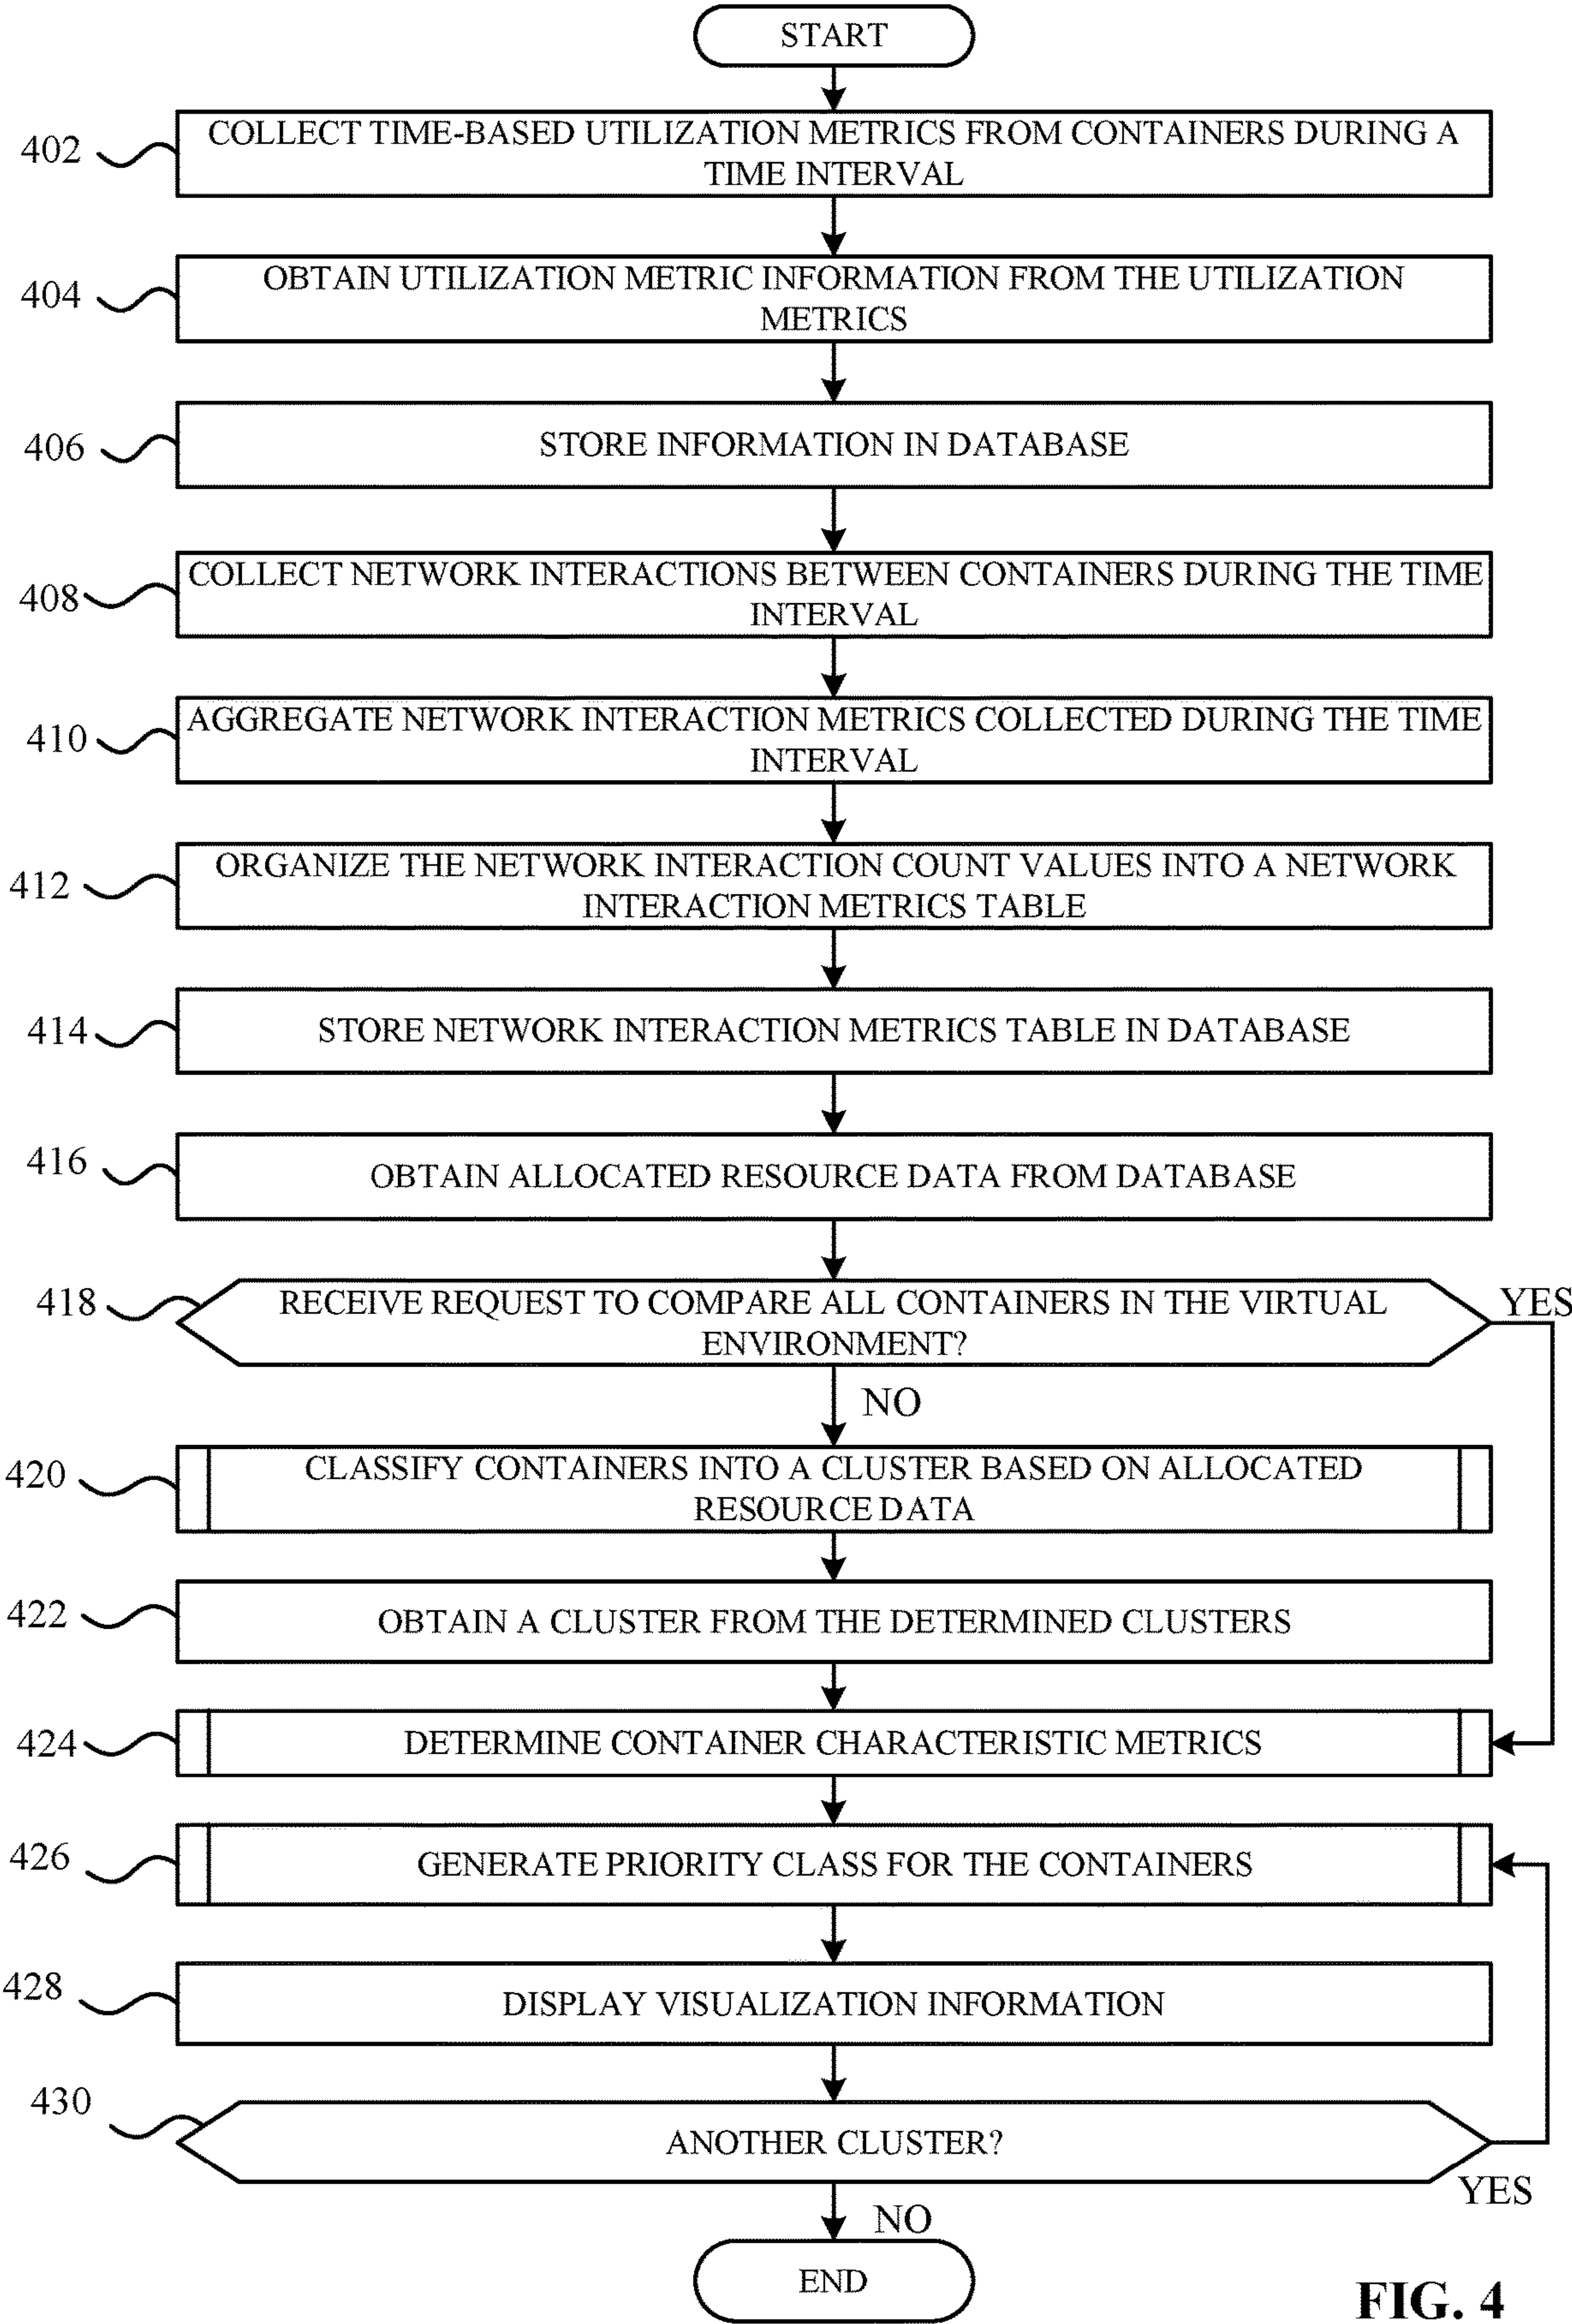 START
402
COLLECT TIME-BASED UTILIZATION METRICS FROM CONTAINERS DURING A
TIME INTERVAL
404
OBTAIN UTILIZATION METRIC INFORMATION FROM THE UTILIZATION
METRICS
406
STORE INFORMATION IN DATABASE
408
COLLECT NETWORK INTERACTIONS BETWEEN CONTAINERS DURING THE TIME
INTERVAL
410
AGGREGATE NETWORK INTERACTION METRICS COLLECTED DURING THE TIME
INTERVAL
412
ORGANIZE THE NETWORK INTERACTION COUNT VALUES INTO A NETWORK
INTERACTION METRICS TABLE
414
STORE NETWORK INTERACTION METRICS TABLE IN DATABASE
416
OBTAIN ALLOCATED RESOURCE DATA FROM DATABASE
418
RECEIVE REQUEST TO COMPARE ALL CONTAINERS IN THE VIRTUAL
ENVIRONMENT?
YES
NO
420
CLASSIFY CONTAINERS INTO A CLUSTER BASED ON ALLOCATED
RESOURCE DATA
422
OBTAIN A CLUSTER FROM THE DETERMINED CLUSTERS
424
DETERMINE CONTAINER CHARACTERISTIC METRICS
426
GENERATE PRIORITY CLASS FOR THE CONTAINERS
428
DISPLAY VISUALIZATION INFORMATION
430
ANOTHER CLUSTER?
YES
NO
END
FIG. 4